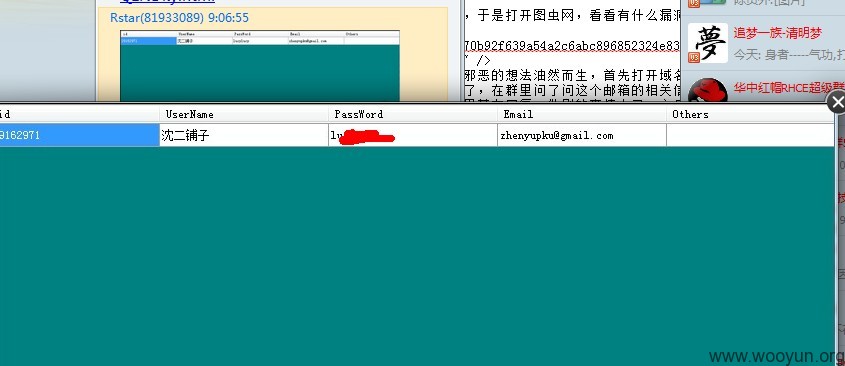 Rstar(81933089) 9:06:55
，于是打开图虫网，看看有什么漏洞
70b92f639a54a2c6abc896852324e83
" />
邪恶的想法油然而生，首先打开域名
了，在群里问了问这个邮箱的相关信
追梦一族-清明梦
今天: 身者-----气功,打
华中红帽RHCE超级群
id UserName PassWord Email Others
9162971 沈二铺子 lu zhenyupku@gmail.com
www.wooyun.org